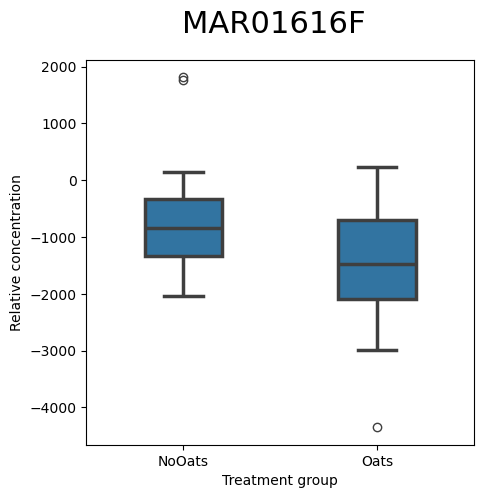 MAR01616F
2000
1000
0
−1000
−2000
−3000
−4000
Relative concentration
NoOats
Oats
Treatment group